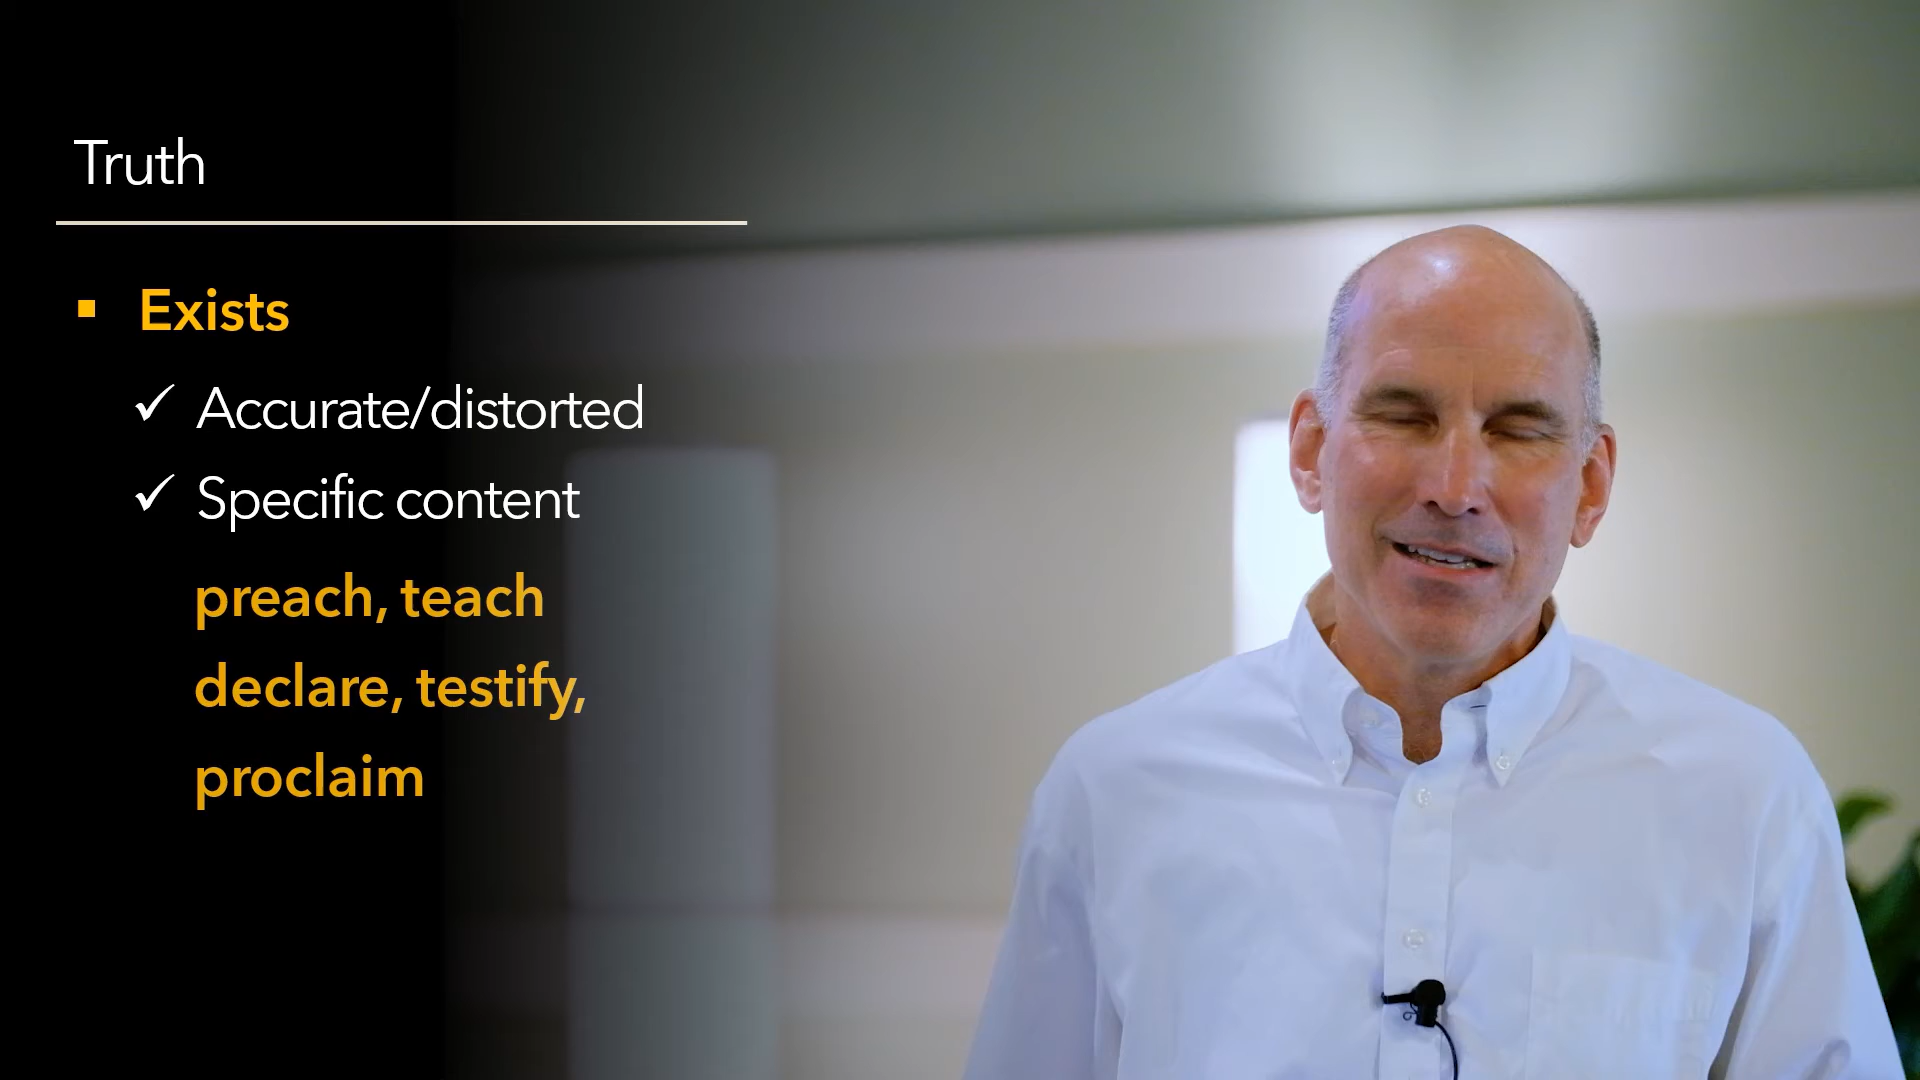 Truth
Exists
Accurate/distorted
Specific content
preach, teach
declare, testify,
proclaim